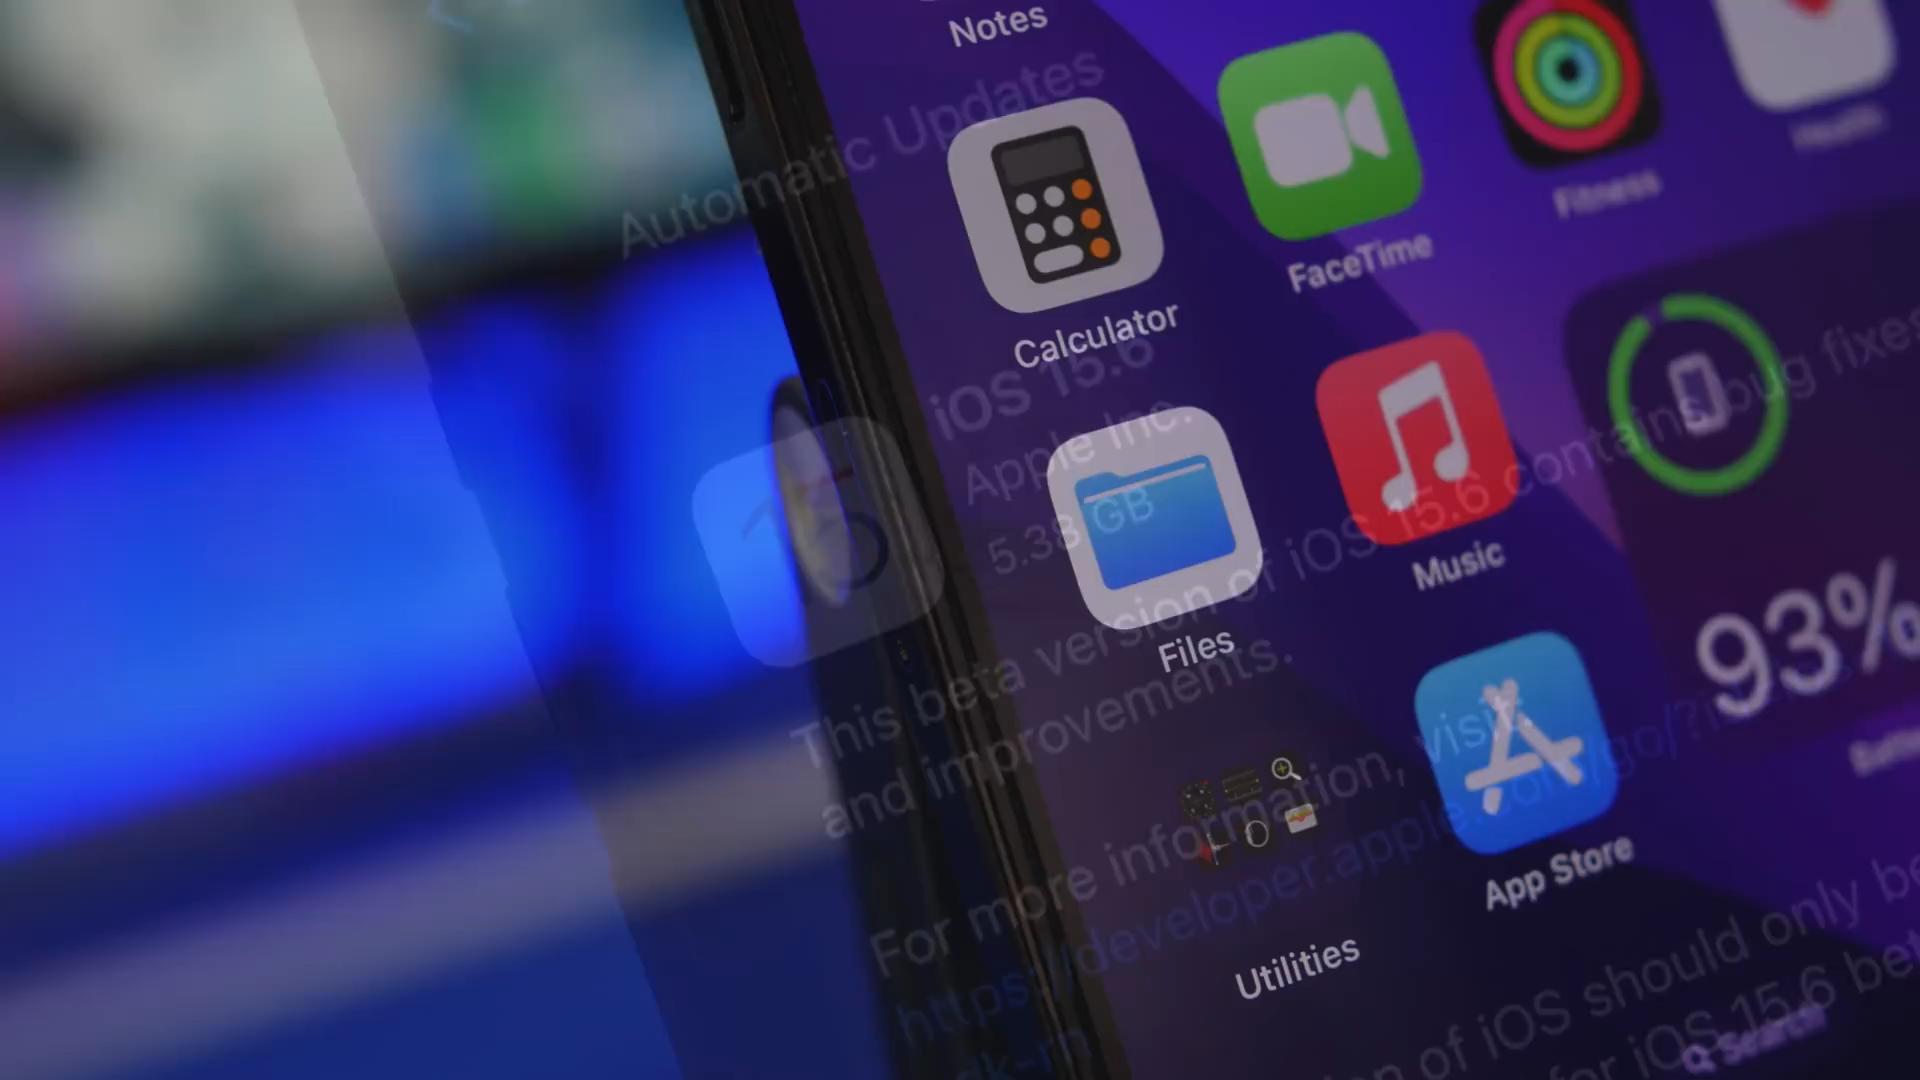 Notes
Automatic Updates
Calculator
FaceTime
Fitness
Health
iOS 15.6
Apple Inc.
5.38 GB
Files
Music
93%
This beta version of iOS 15.6 contains bug fixes
and improvements.
For more information, visit:
https://developer.apple.com/go/?i
App Store
Utilities
of iOS should only be
for iOS 15.6 bet
Search